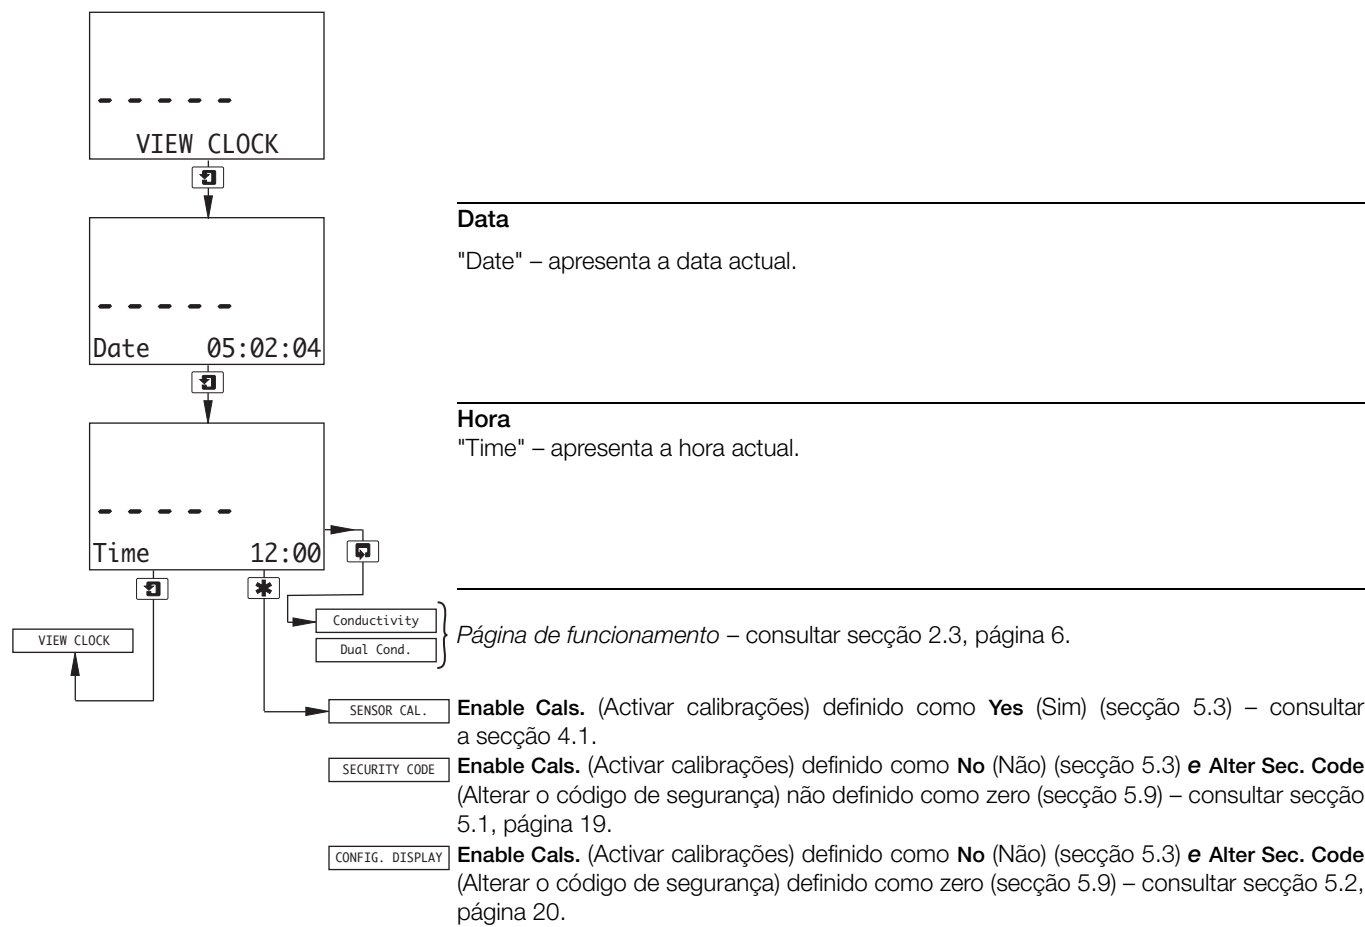 VIEW CLOCK
Data
"Date" – apresenta a data actual.
Date 05:02:04
Hora
"Time" – apresenta a hora actual.
Time 12:00
Conductivity
Dual Cond.
Página de funcionamento – consultar secção 2.3, página 6.
VIEW CLOCK
SENSOR CAL.
Enable Cals. (Activar calibrações) definido como Yes (Sim) (secção 5.3) – consultar
a secção 4.1.
SECURITY CODE
Enable Cals. (Activar calibrações) definido como No (Não) (secção 5.3) e Alter Sec. Code
(Alterar o código de segurança) não definido como zero (secção 5.9) – consultar secção
5.1, página 19.
CONFIG. DISPLAY
Enable Cals. (Activar calibrações) definido como No (Não) (secção 5.3) e Alter Sec. Code
(Alterar o código de segurança) definido como zero (secção 5.9) – consultar secção 5.2,
página 20.